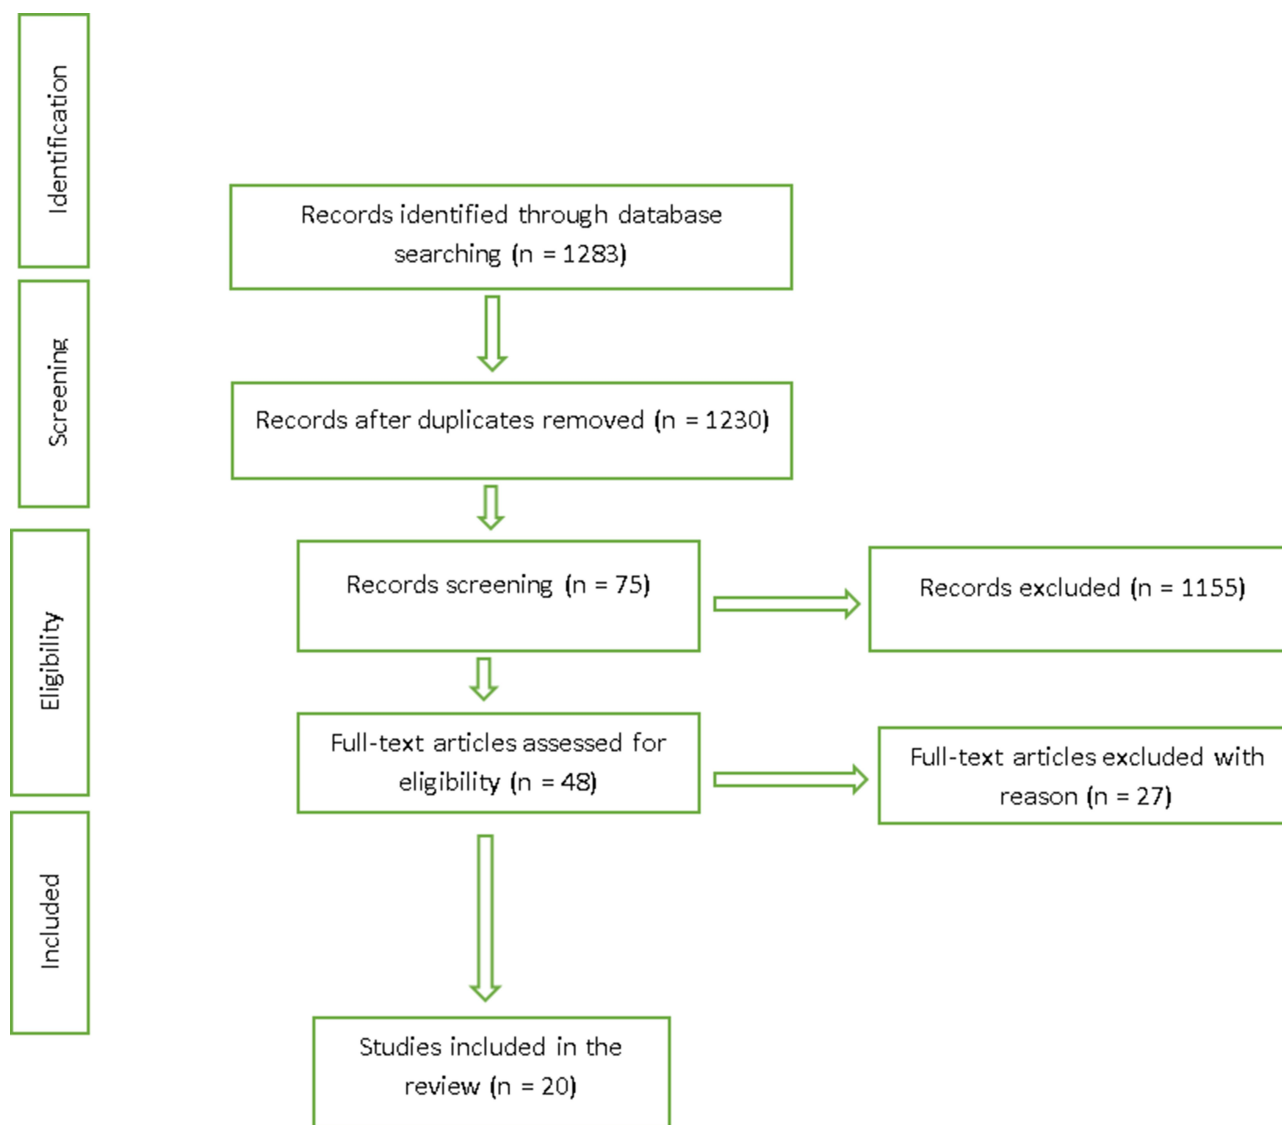 Identification
Records identified through database
searching (n = 1283)
Screening
Records after duplicates removed (n = 1230)
Eligibility
Records screening (n = 75)
Records excluded (n = 1155)
Full-text articles assessed for
eligibility (n = 48)
Full-text articles excluded with
reason (n = 27)
Included
Studies included in the
review (n = 20)